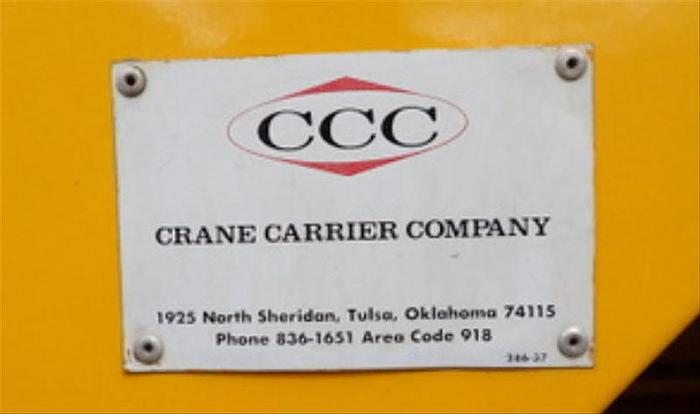 CCC
CRANE CARRIER COMPANY
1925 North Sheridan, Tulsa, Oklahoma 74115
Phone 836-1651 Area Code 918
246-37